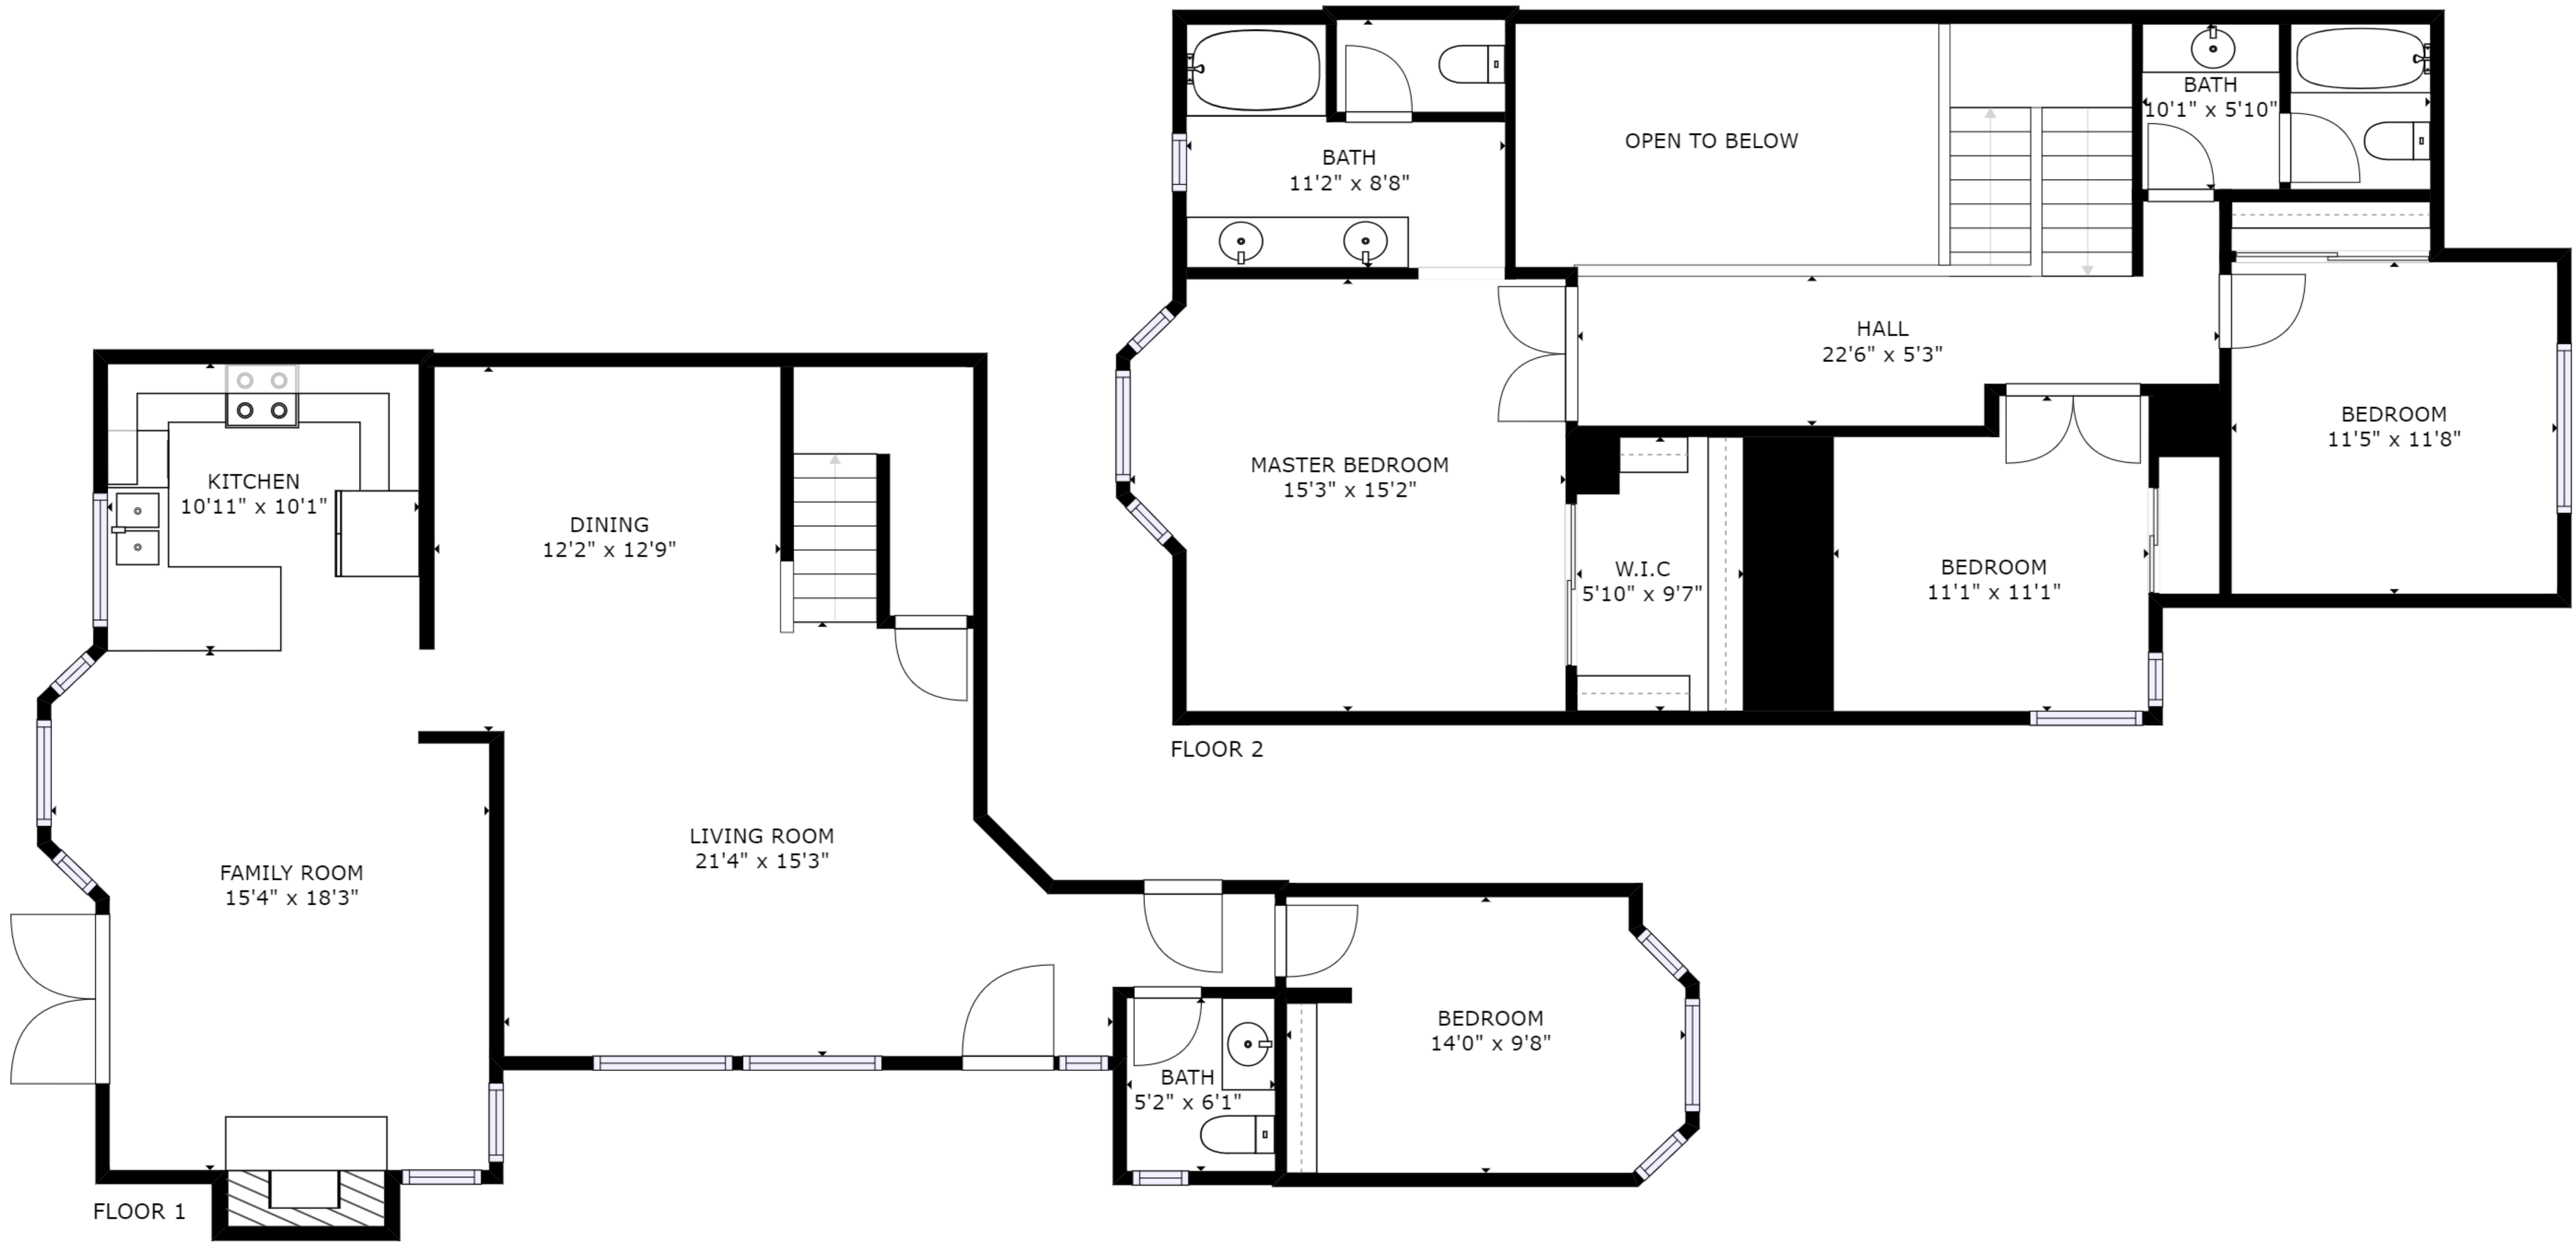 BATH
11'2" x 8'8"
OPEN TO BELOW
BATH
10'1" x 5'10"
HALL
22'6" x 5'3"
MASTER BEDROOM
15'3" x 15'2"
W.I.C
5'10" x 9'7"
BEDROOM
11'1" x 11'1"
BEDROOM
11'5" x 11'8"
FLOOR 2
KITCHEN
10'11" x 10'1"
DINING
12'2" x 12'9"
LIVING ROOM
21'4" x 15'3"
FAMILY ROOM
15'4" x 18'3"
BATH
5'2" x 6'1"
BEDROOM
14'0" x 9'8"
FLOOR 1